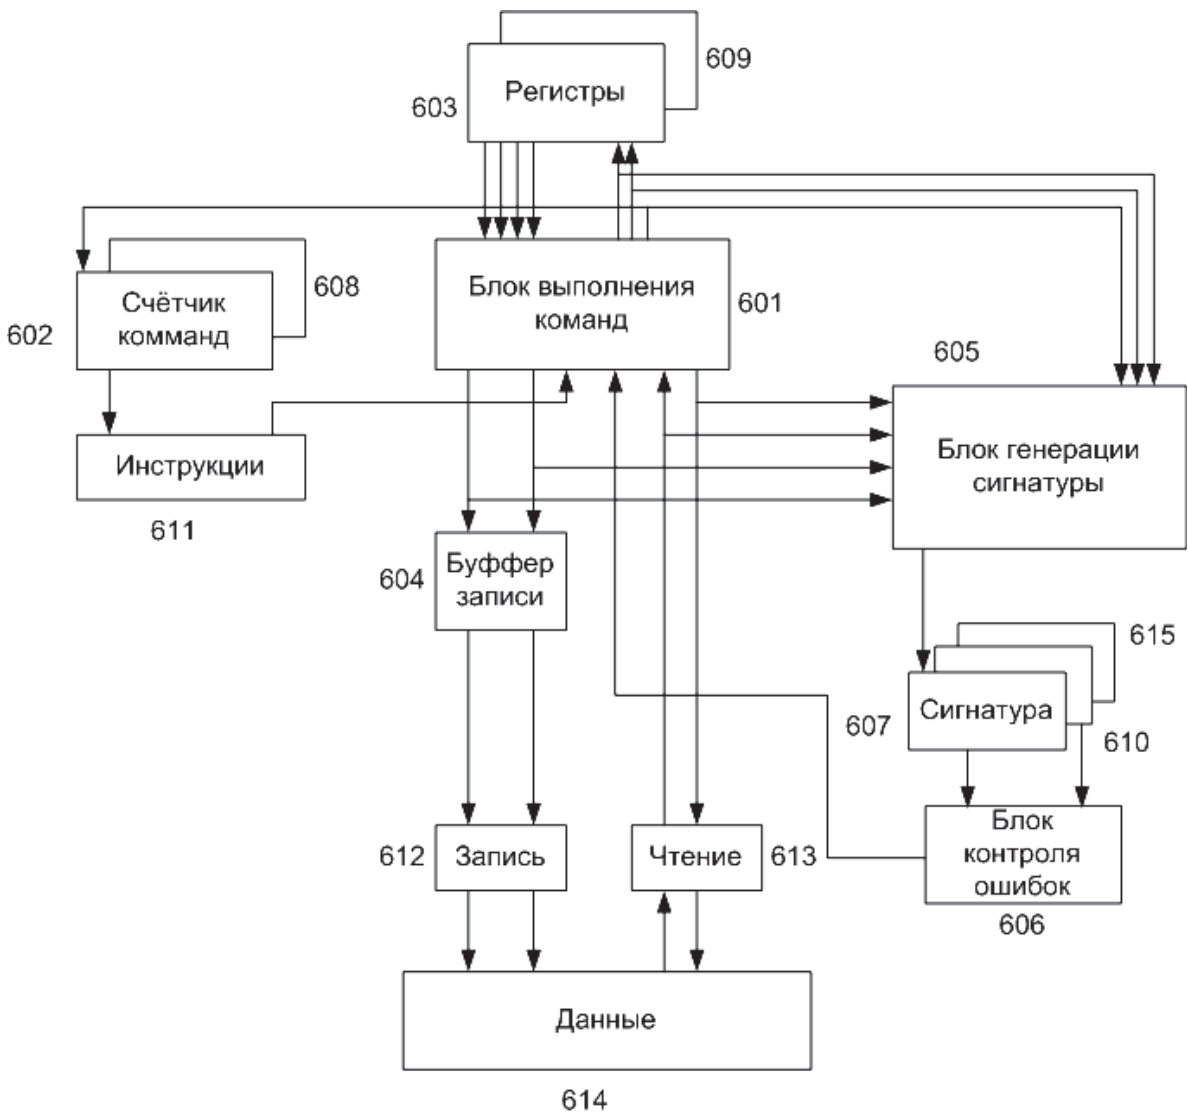 609
Регистры
603
Счётчик
комманд
608
602
Блок выполнения
команд
601
605
Инструкции
611
Блок генерации
сигнатуры
Буффер
записи
604
615
Сигнатура
607
610
Запись
612
Чтение
613
Блок
контроля
ошибок
606
Данные
614